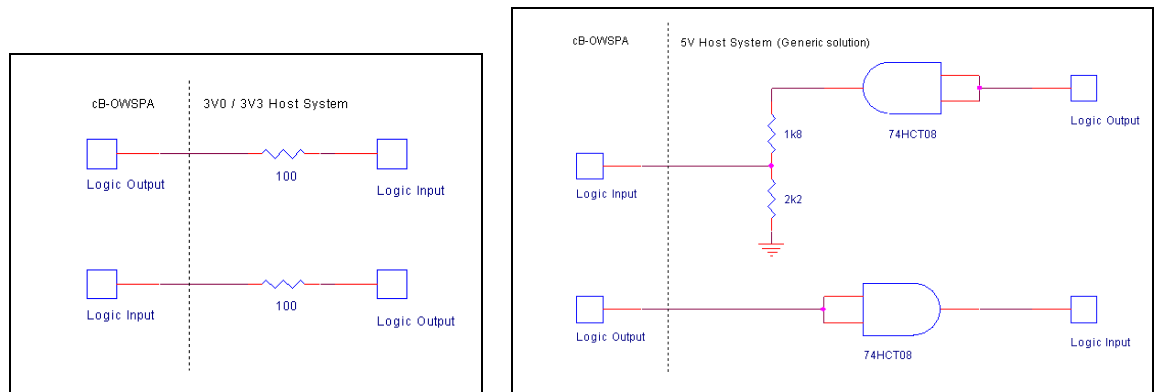 cB-OWSPA
3V0 / 3V3 Host System
100
Logic Output
Logic Input
100
Logic Input
Logic Output
cB-OWSPA
5V Host System (Generic solution)
1k8
74HCT08
Logic Output
Logic Input
2k2
Logic Output
74HCT08
Logic Input